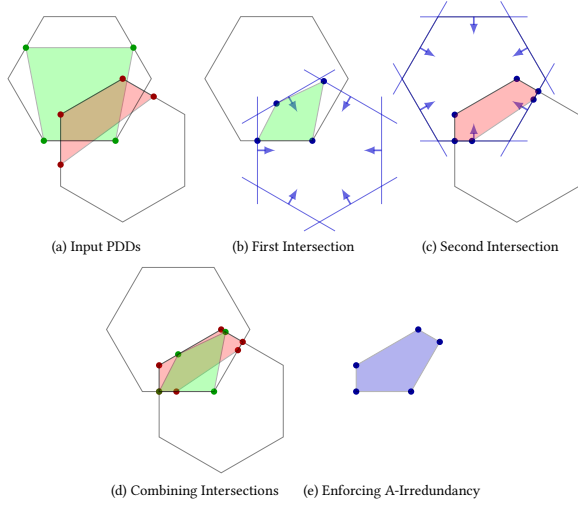 (a) Input PDDs
(b) First Intersection
(c) Second Intersection
(d) Combining Intersections
(e) Enforcing A-Irredundancy